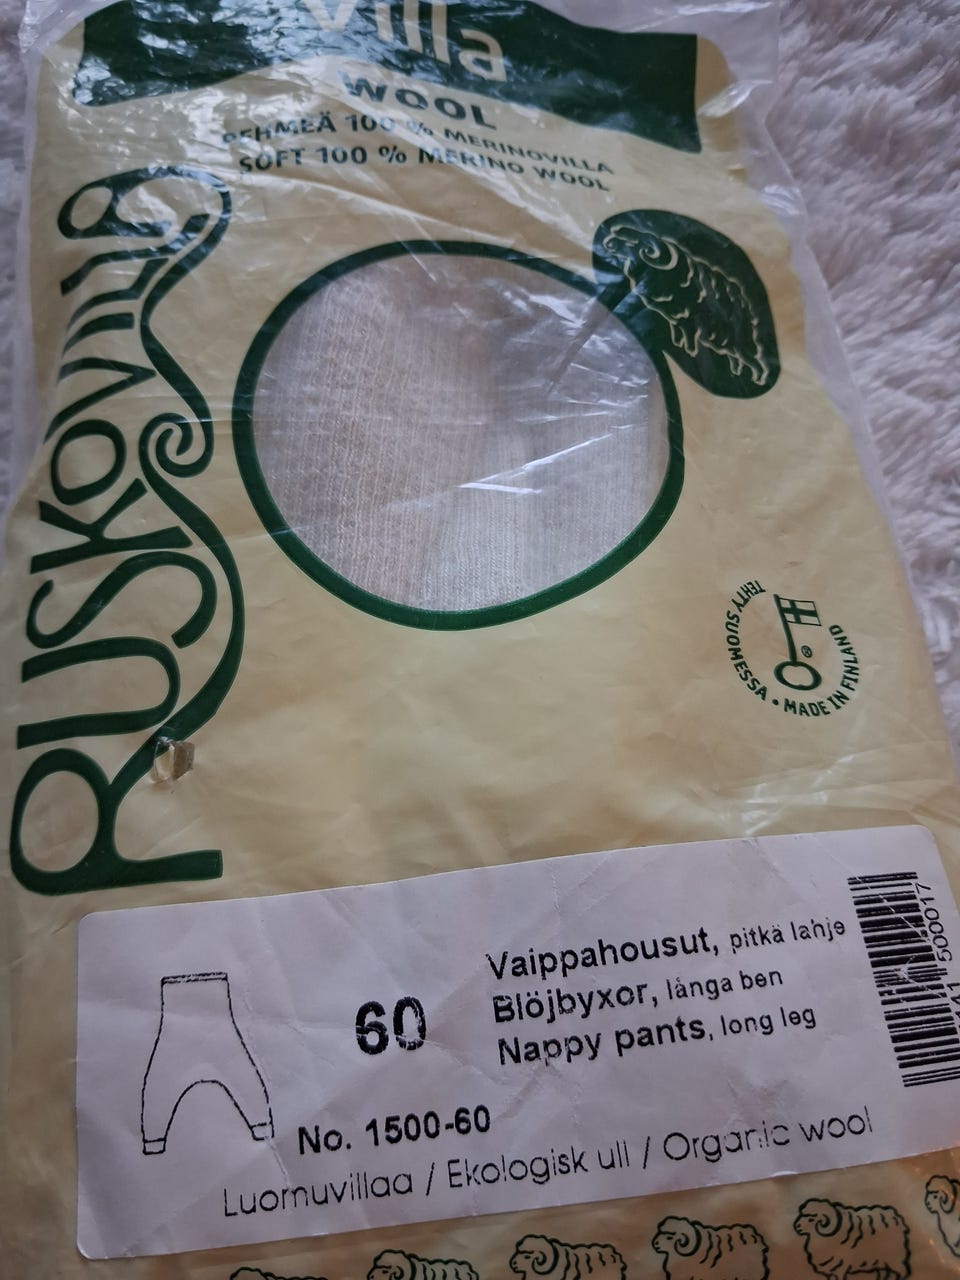 Villa
WOOL
PEHMEÄ 100 % MERINOVILLA
SOFT 100 % MERINO WOOL
RUSKOVILLA
TEHTY SUOMESSA • MADE IN FINLAND
®
60
Vaippahousut, pitkä lahje
Blöjbyxor, långa ben
Nappy pants, long leg
No. 1500-60
Luomuvillaa / Ekologisk ull / Organic wool
500017